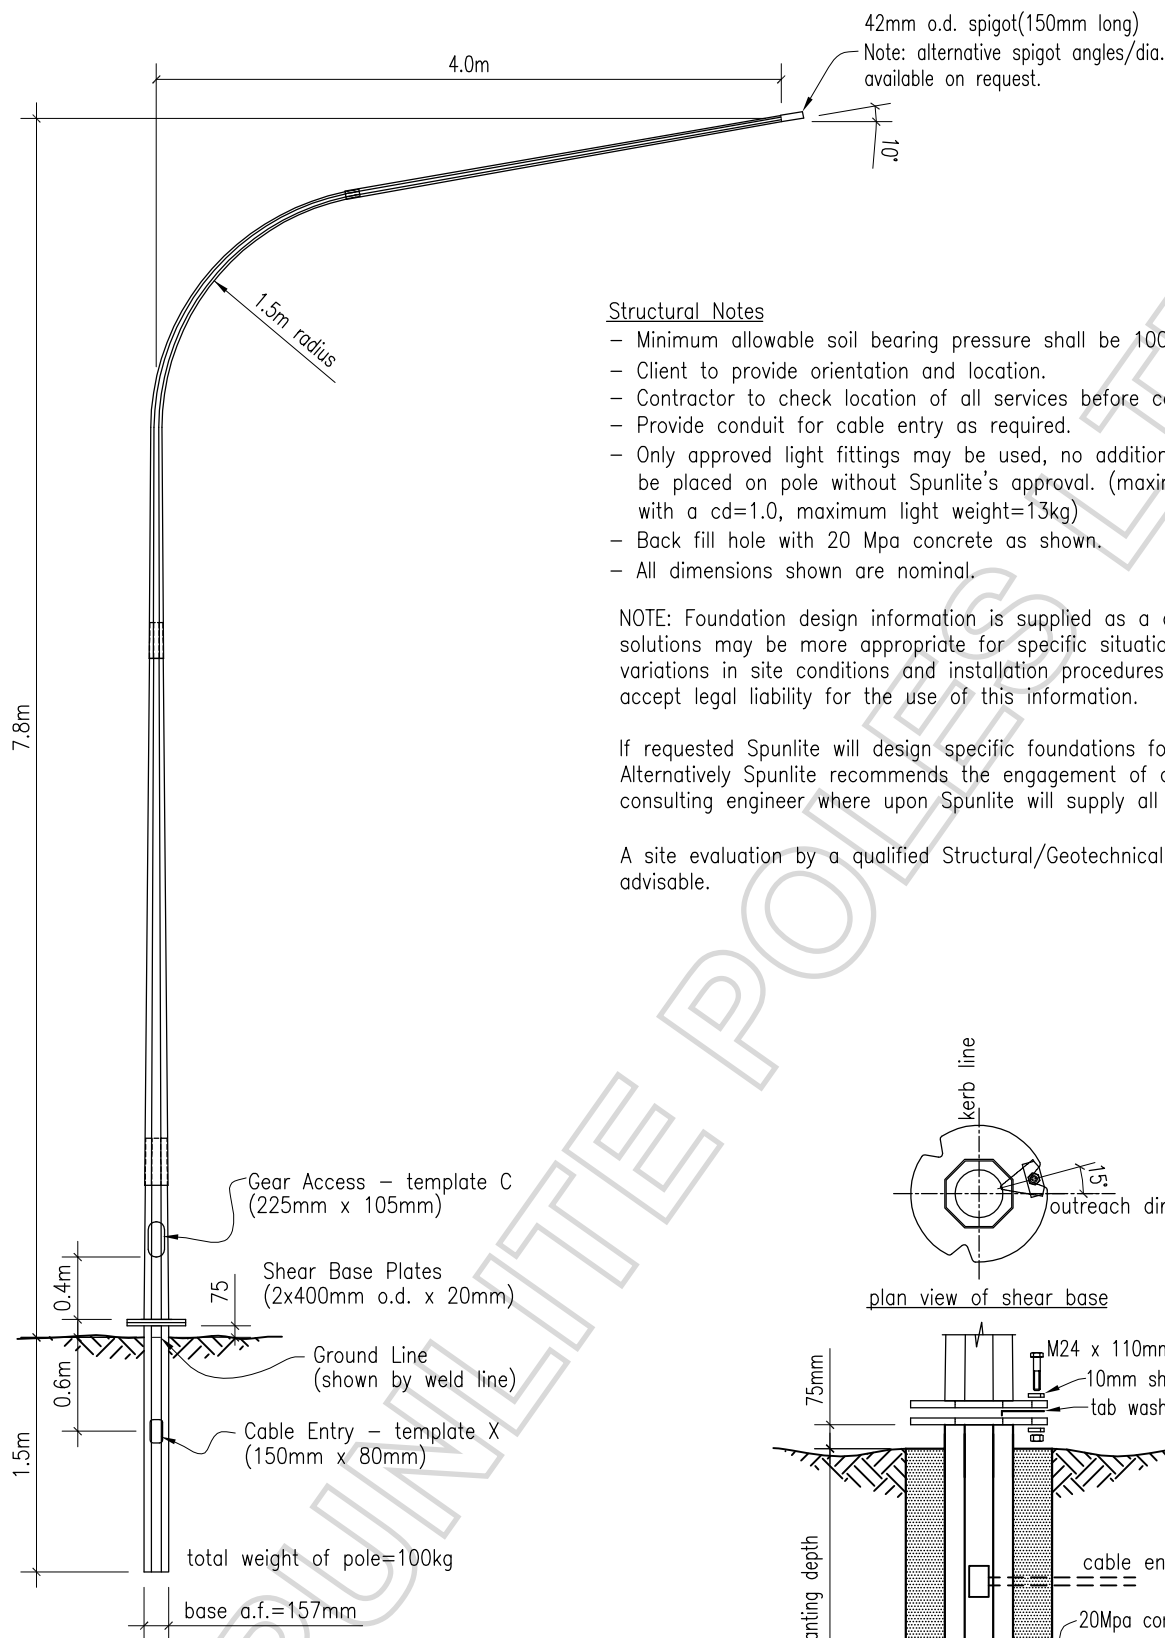 42mm o.d. spigot(150mm long)
Note: alternative spigot angles/dia.
available on request.
4.0m
10°
1.5m radius
Structural Notes
– Minimum allowable soil bearing pressure shall be 100
– Client to provide orientation and location.
– Contractor to check location of all services before c
– Provide conduit for cable entry as required.
– Only approved light fittings may be used, no addition
be placed on pole without Spunlite's approval. (maxi
with a cd=1.0, maximum light weight=13kg)
– Back fill hole with 20 Mpa concrete as shown.
– All dimensions shown are nominal.
NOTE: Foundation design information is supplied as a
solutions may be more appropriate for specific situatio
variations in site conditions and installation procedures
accept legal liability for the use of this information.
If requested Spunlite will design specific foundations fo
Alternatively Spunlite recommends the engagement of
consulting engineer where upon Spunlite will supply all
A site evaluation by a qualified Structural/Geotechnical
advisable.
7.8m
kerb line
15°
outreach di
plan view of shear base
Gear Access – template C
(225mm x 105mm)
0.4m
Shear Base Plates
(2x400mm o.d. x 20mm)
75
Ground Line
(shown by weld line)
0.6m
Cable Entry – template X
(150mm x 80mm)
1.5m
total weight of pole=100kg
base a.f.=157mm
75mm
M24 x 110mm
10mm sh
tab wash
cable en
anting depth
20Mpa co
PUNLITE POLES LT